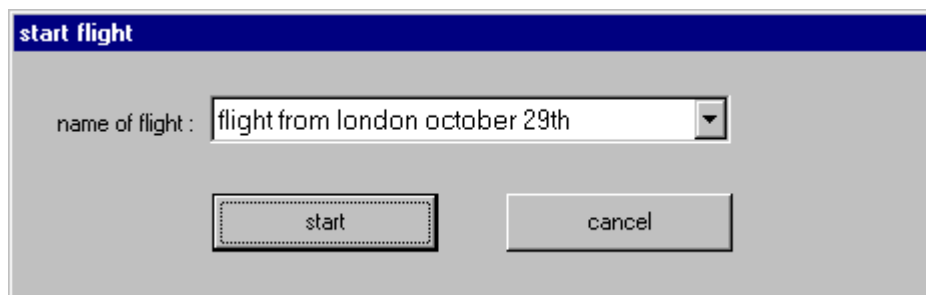 start flight
name of flight : flight from london october 29th
start cancel